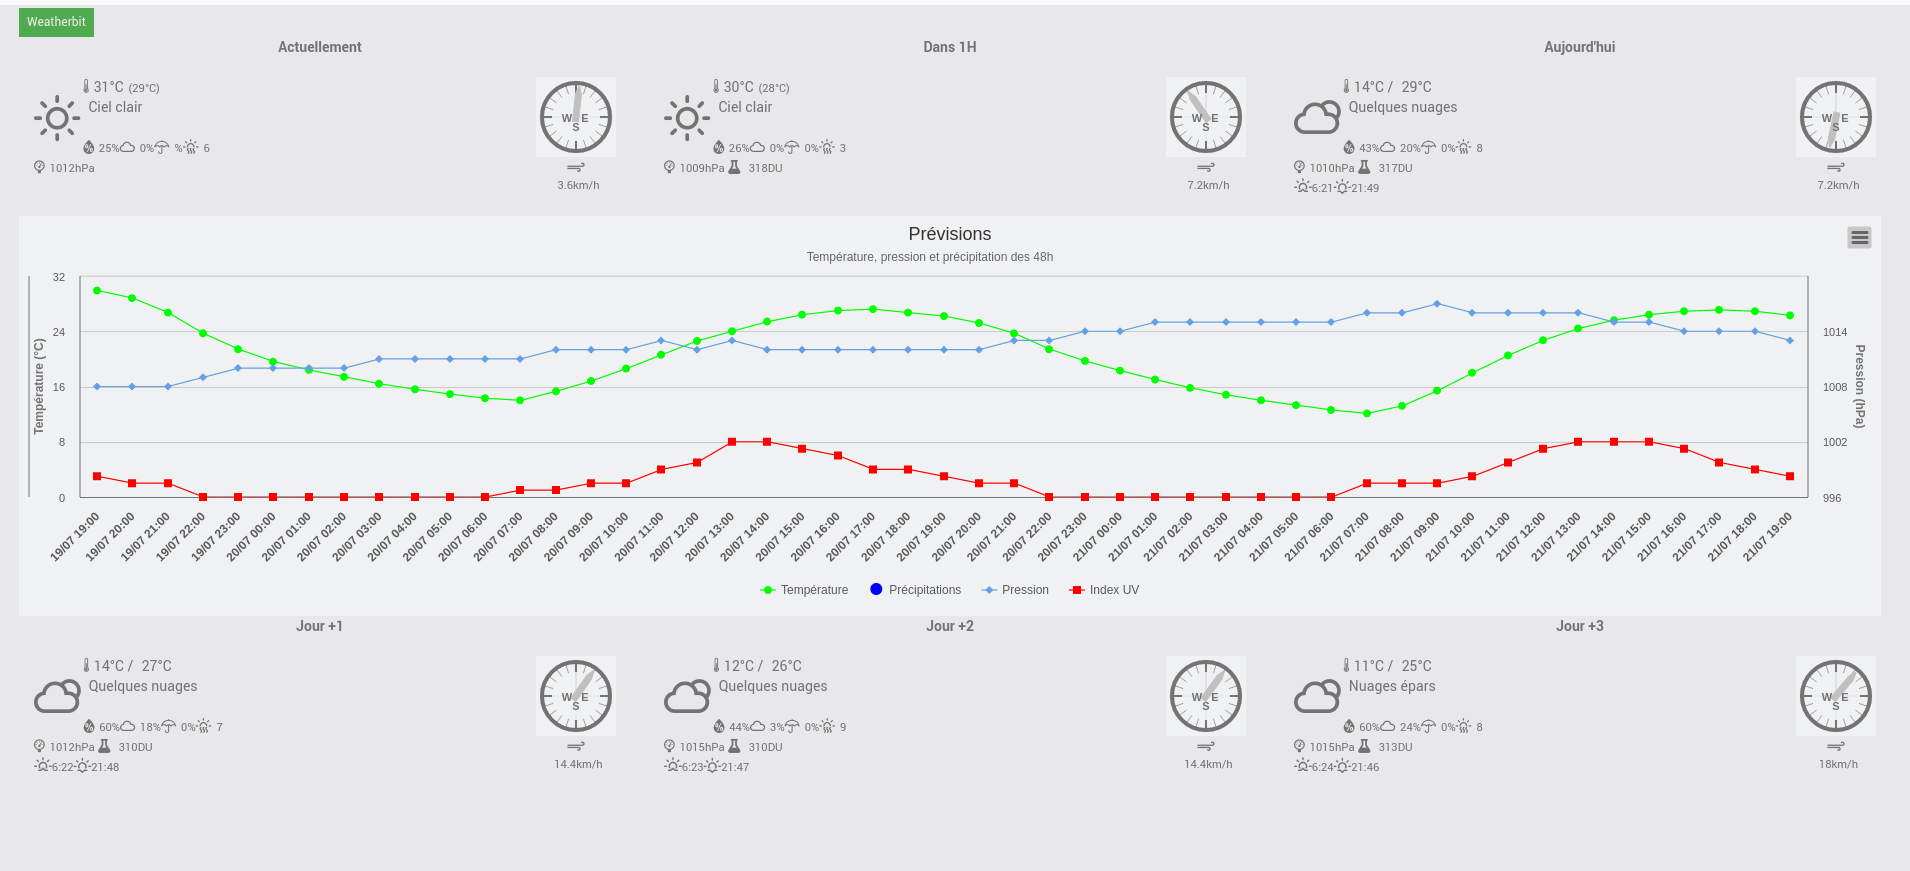 Weatherbit
Actuellement
31°C (29°C)
Ciel clair
25% 0% % 6
1012hPa
W E
S
3.6km/h
Dans 1H
30°C (28°C)
Ciel clair
26% 0% 0% 3
1009hPa 318DU
W E
S
7.2km/h
Aujourd'hui
14°C / 29°C
Quelques nuages
43% 20% 0% 8
1010hPa 317DU
6:21 21:49
W E
S
7.2km/h
Prévisions
Température, pression et précipitation des 48h
Température (°C)
32
24
16
8
0
1014
1008
1002
996
Pression (hPa)
19/07 19:00
19/07 20:00
19/07 21:00
19/07 22:00
19/07 23:00
20/07 00:00
20/07 01:00
20/07 02:00
20/07 03:00
20/07 04:00
20/07 05:00
20/07 06:00
20/07 07:00
20/07 08:00
20/07 09:00
20/07 10:00
20/07 11:00
20/07 12:00
20/07 13:00
20/07 14:00
20/07 15:00
20/07 16:00
20/07 17:00
20/07 18:00
20/07 19:00
20/07 20:00
20/07 21:00
20/07 22:00
20/07 23:00
21/07 00:00
21/07 01:00
21/07 02:00
21/07 03:00
21/07 04:00
21/07 05:00
21/07 06:00
21/07 07:00
21/07 08:00
21/07 09:00
21/07 10:00
21/07 11:00
21/07 12:00
21/07 13:00
21/07 14:00
21/07 15:00
21/07 16:00
21/07 17:00
21/07 18:00
21/07 19:00
Température Précipitations Pression Index UV
Jour +1
14°C / 27°C
Quelques nuages
60% 18% 0% 7
1012hPa 310DU
6:22 21:48
W E
S
14.4km/h
Jour +2
12°C / 26°C
Quelques nuages
44% 3% 0% 9
1015hPa 310DU
6:23 21:47
W E
S
14.4km/h
Jour +3
11°C / 25°C
Nuages épars
60% 24% 0% 8
1015hPa 313DU
6:24 21:46
W E
S
18km/h